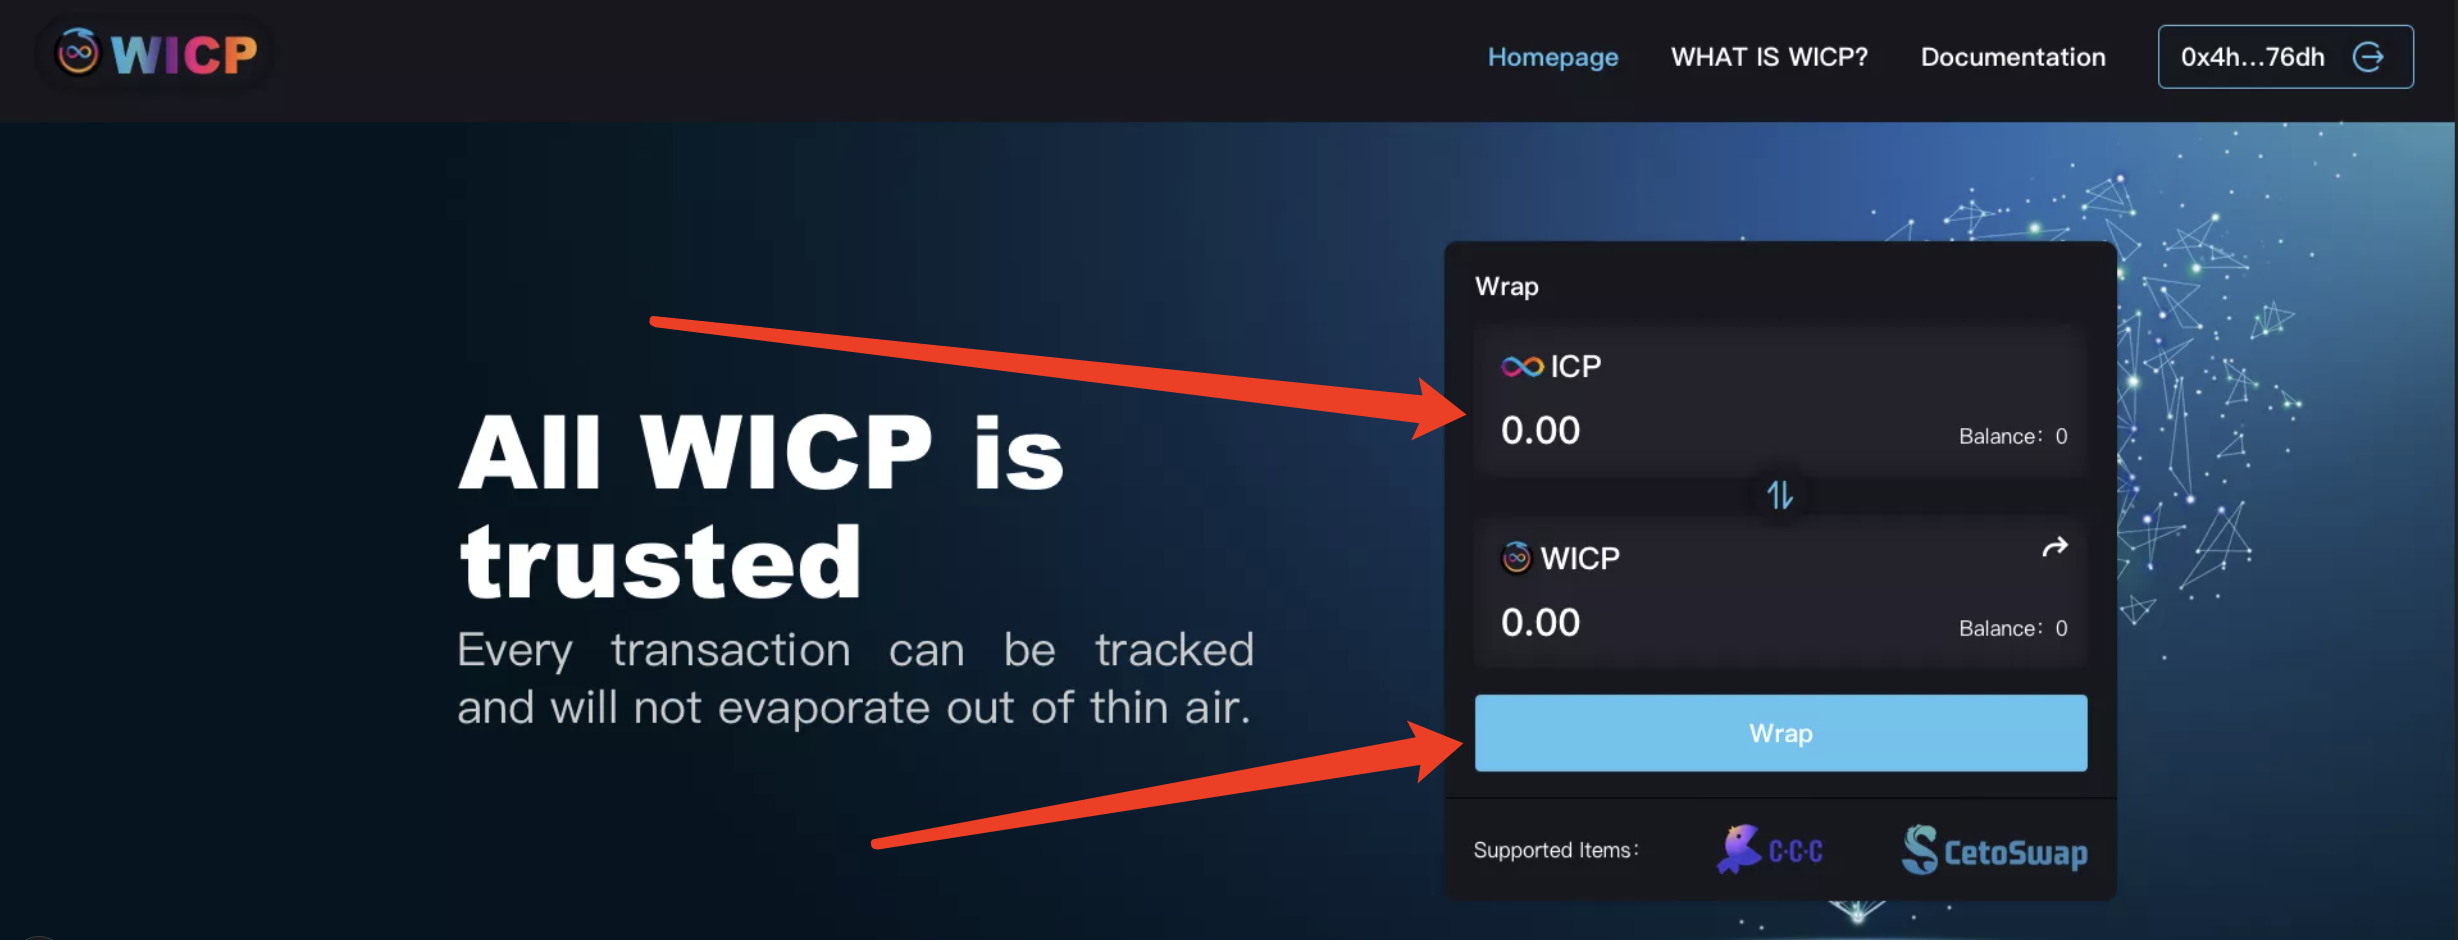 WICP
Homepage
WHAT IS WICP?
Documentation
0x4h...76dh
Wrap
ICP
0.00
Balance: 0
All WICP is
trusted
Every transaction can be tracked
and will not evaporate out of thin air.
WICP
0.00
Balance: 0
Wrap
Supported Items:
C·C·C
CetoSwap